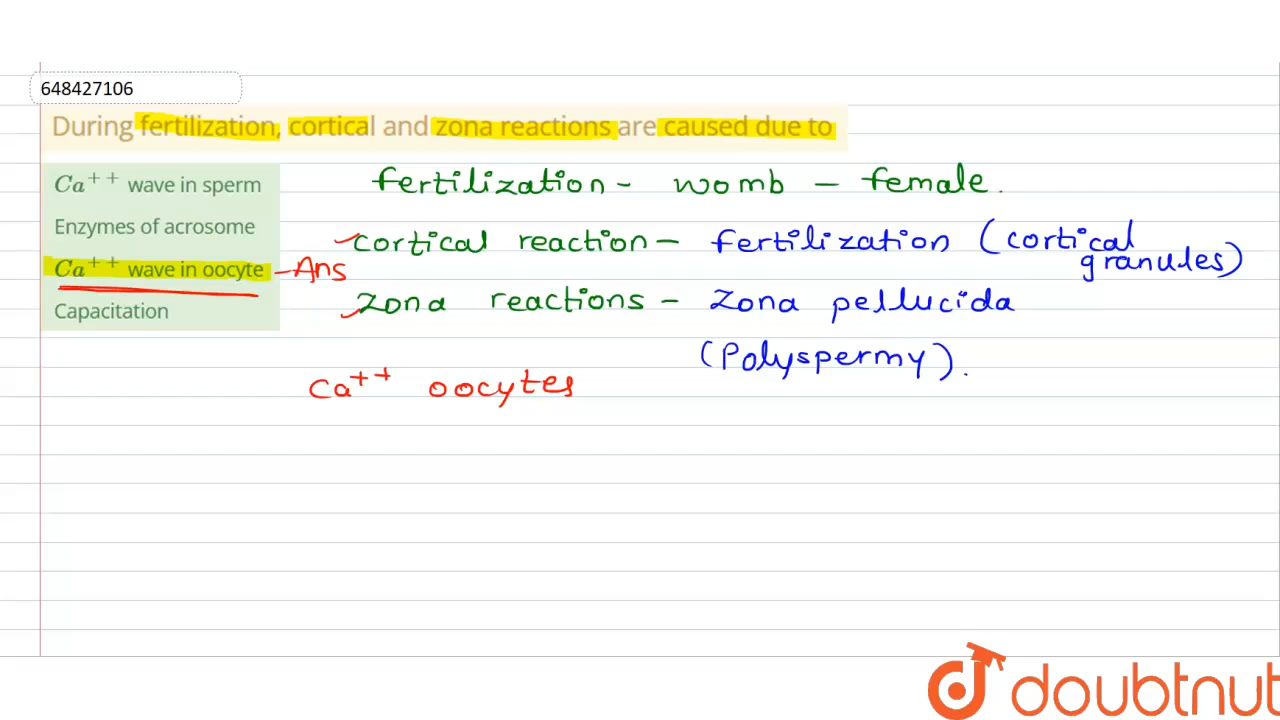 648427106
During fertilization, cortical and zona reactions are caused due to
Ca⁺⁺ wave in sperm
Enzymes of acrosome
Ca⁺⁺ wave in oocyte - Ans
Capacitation
fertilization - womb - female.
cortical reaction - fertilization (cortical granules)
zona reactions - zona pellucida
(Polyspermy).
Ca⁺⁺ oocytes
doubtnut